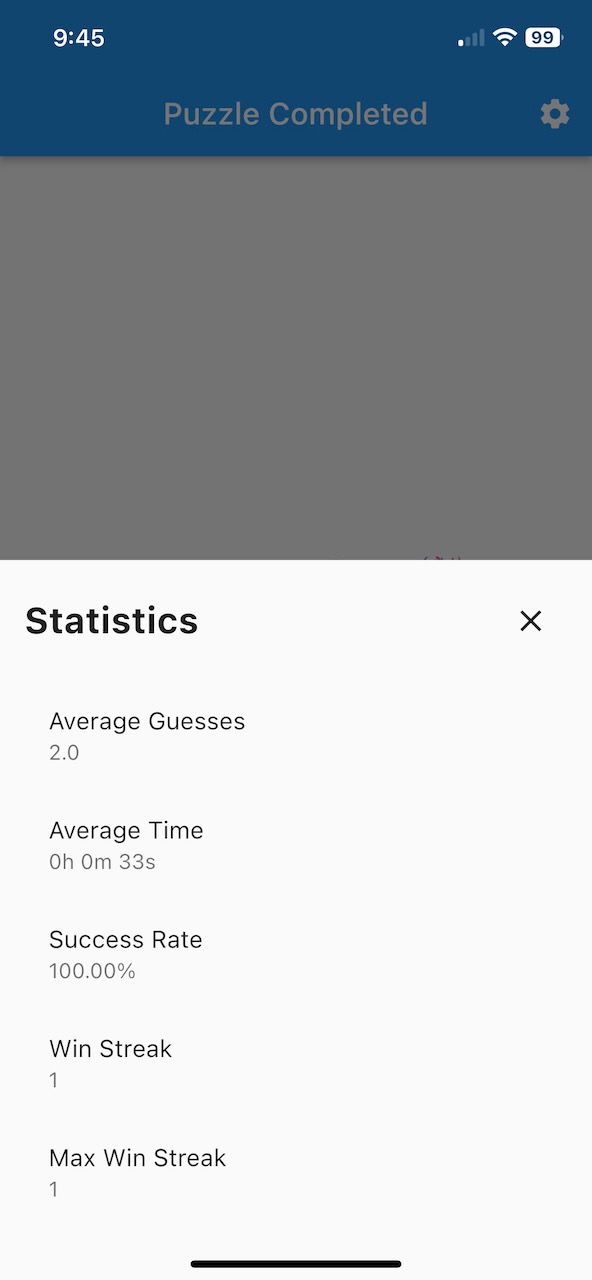 9:45
99
Puzzle Completed
Statistics
Average Guesses
2.0
Average Time
0h 0m 33s
Success Rate
100.00%
Win Streak
1
Max Win Streak
1